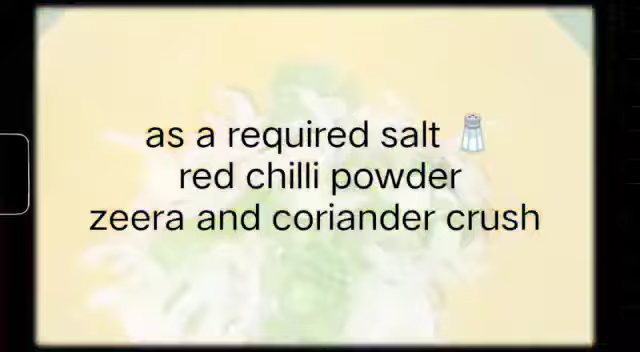 as a required salt 🧂
red chilli powder
zeera and coriander crush